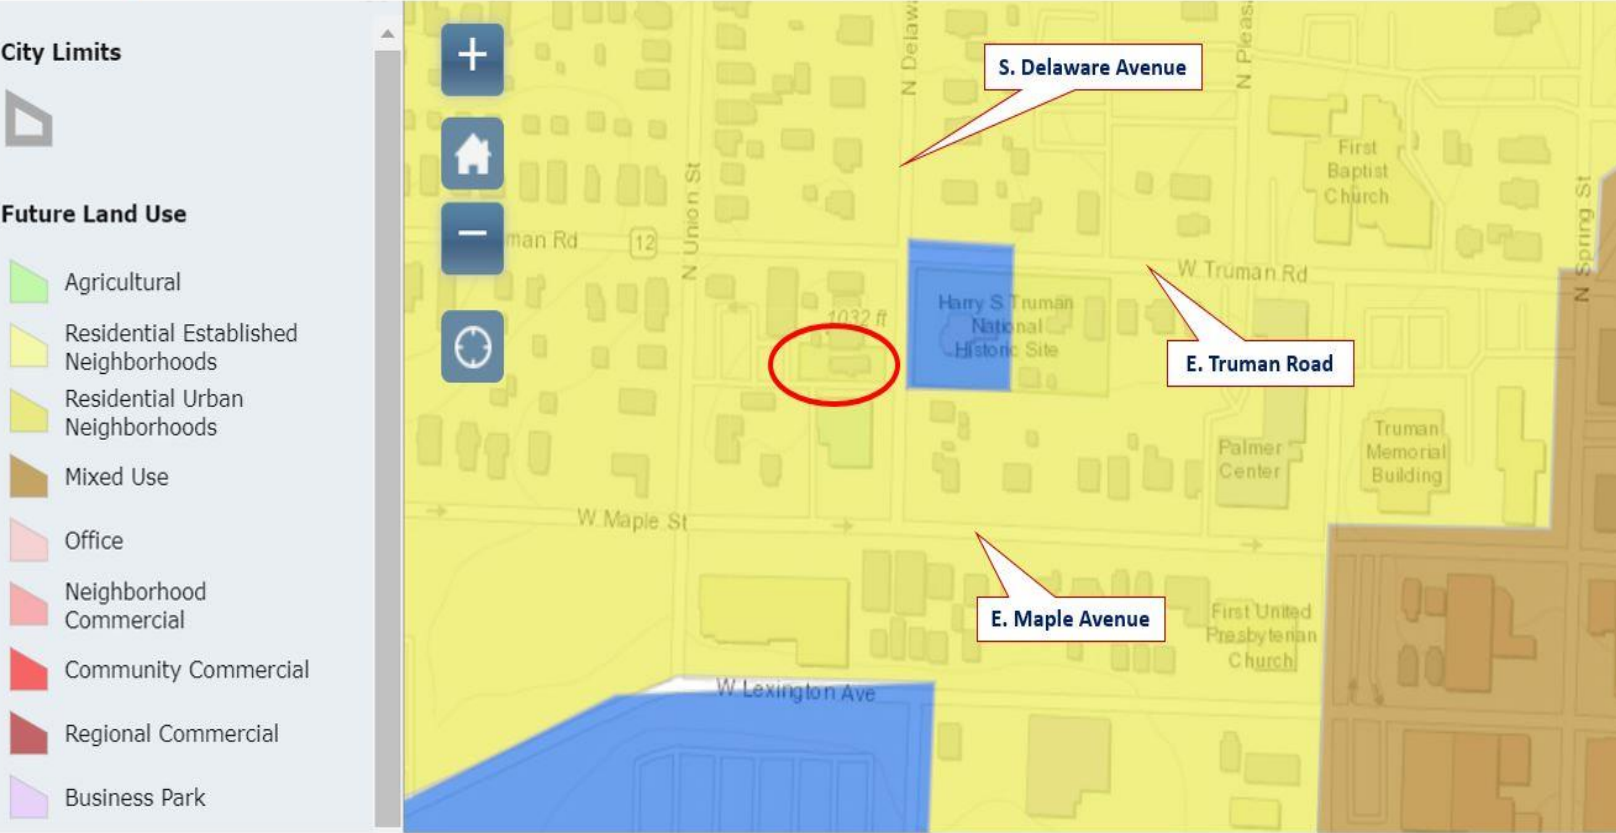 City Limits
Future Land Use
Agricultural
Residential Established
Neighborhoods
Residential Urban
Neighborhoods
Mixed Use
Office
Neighborhood
Commercial
Community Commercial
Regional Commercial
Business Park
+
−
N Delaw
N Pleas
S. Delaware Avenue
First
Baptist
Church
N Union St
N Spring St
man Rd
12
W Truman Rd
Harry S Truman
National
Historic Site
1032 ft
E. Truman Road
Palmer
Center
Truman
Memorial
Building
W Maple St
E. Maple Avenue
First United
Presbyterian
Church
W Lexington Ave